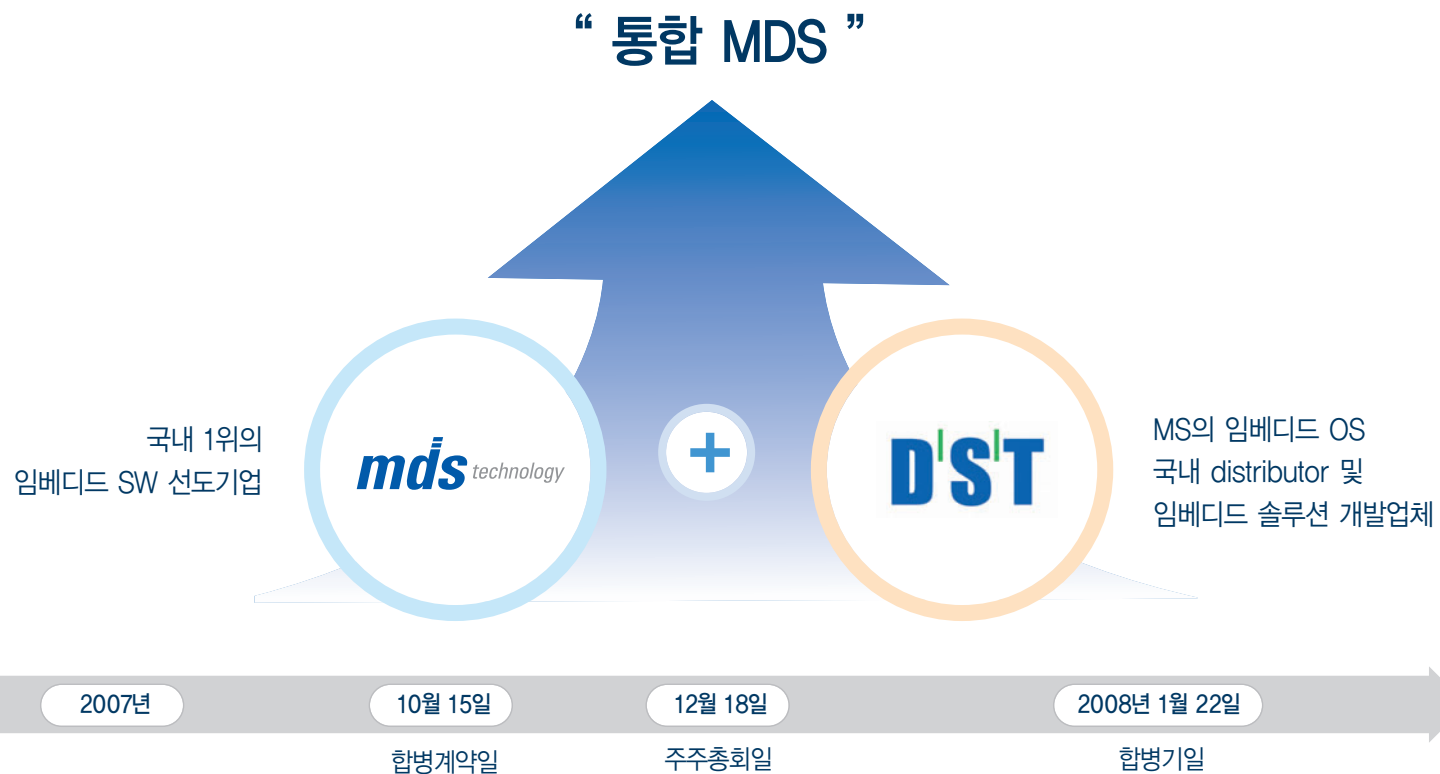 “ 통합 MDS ”
국내 1위의
임베디드 SW 선도기업
mds technology
+
D'S'T
MS의 임베디드 OS
국내 distributor 및
임베디드 솔루션 개발업체
2007년
10월 15일
12월 18일
2008년 1월 22일
합병계약일
주주총회일
합병기일